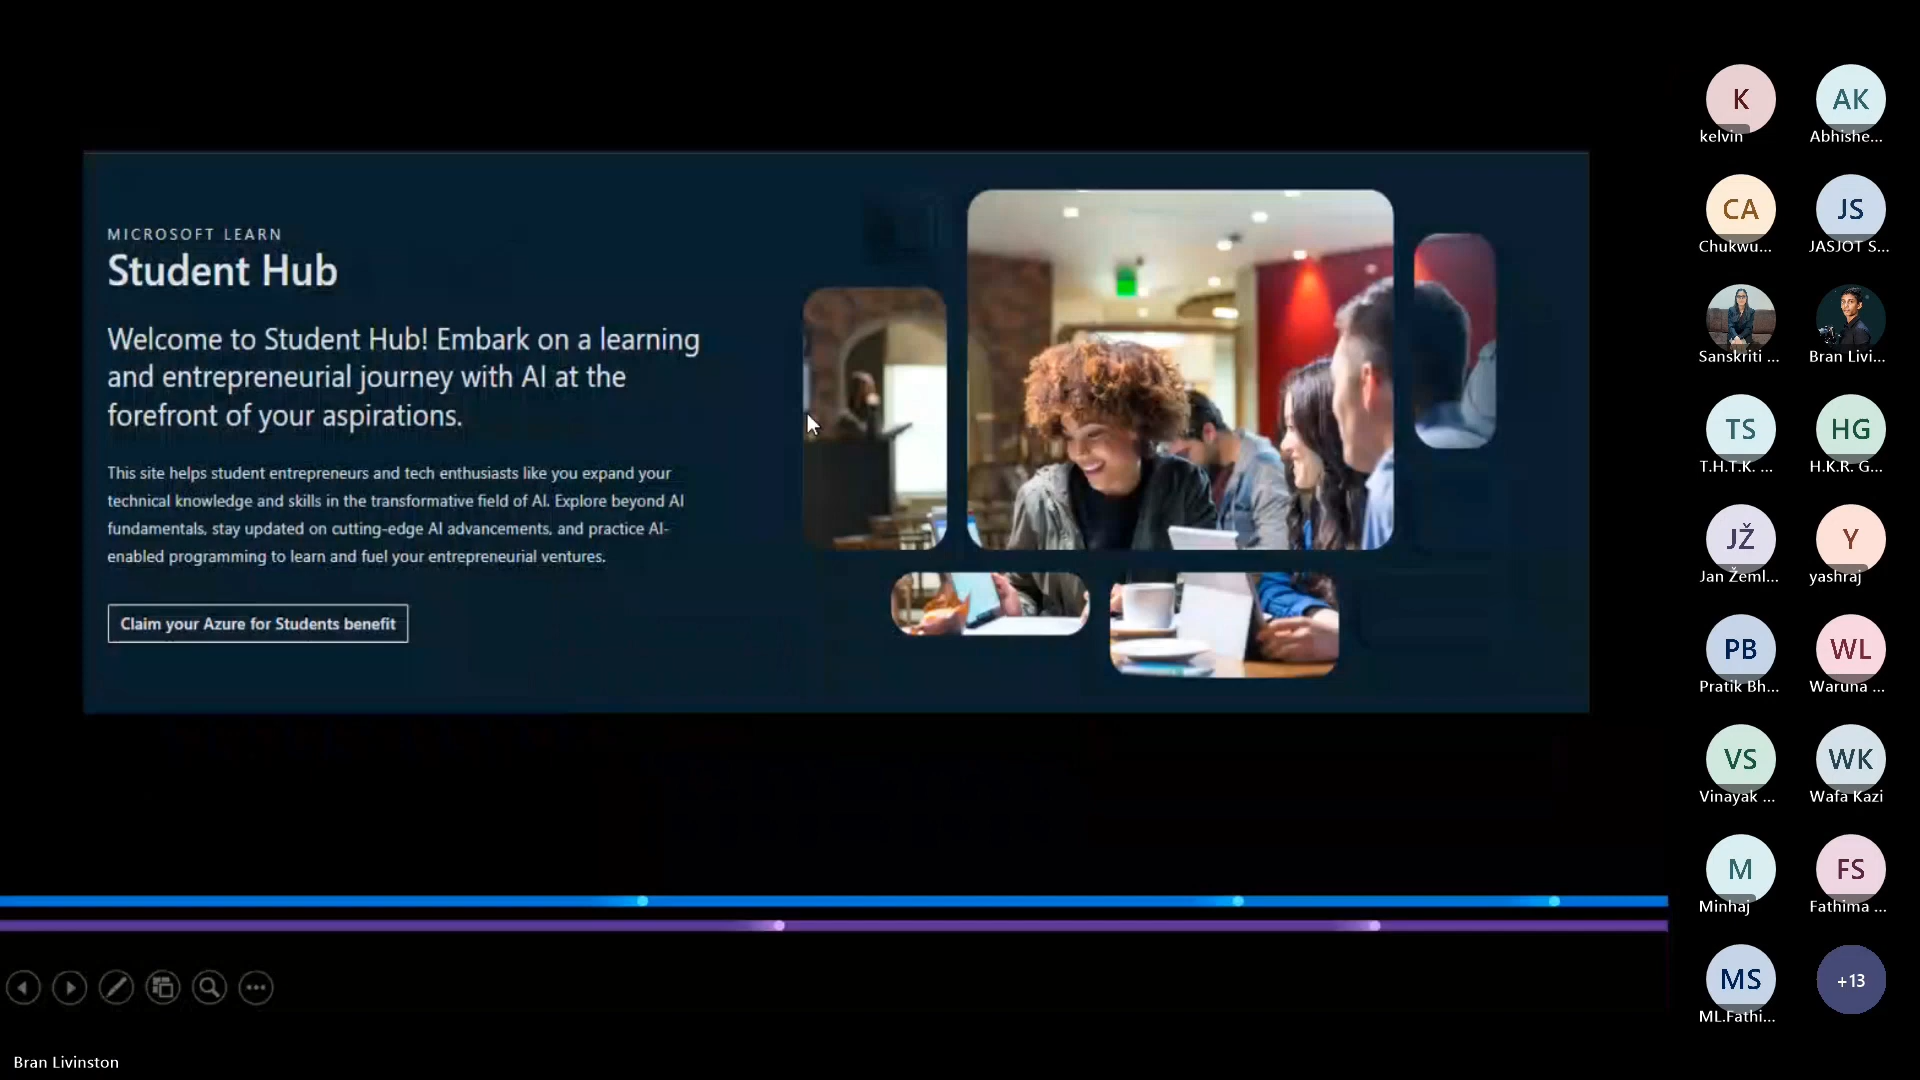 MICROSOFT LEARN
Student Hub
Welcome to Student Hub! Embark on a learning
and entrepreneurial journey with AI at the
forefront of your aspirations.
This site helps student entrepreneurs and tech enthusiasts like you expand your
technical knowledge and skills in the transformative field of AI. Explore beyond AI
fundamentals, stay updated on cutting-edge AI advancements, and practice AI-
enabled programming to learn and fuel your entrepreneurial ventures.
Claim your Azure for Students benefit
K
kelvin
AK
Abhishe...
CA
Chukwu...
JS
JASJOT S...
Sanskriti ...
Bran Livi...
TS
T.H.T.K. ...
HG
H.K.R. G...
JŽ
Jan Žeml...
Y
yashraj
PB
Pratik Bh...
WL
Waruna ...
VS
Vinayak ...
WK
Wafa Kazi
M
Minhaj
FS
Fathima ...
MS
ML.Fathi...
+13
Bran Livinston